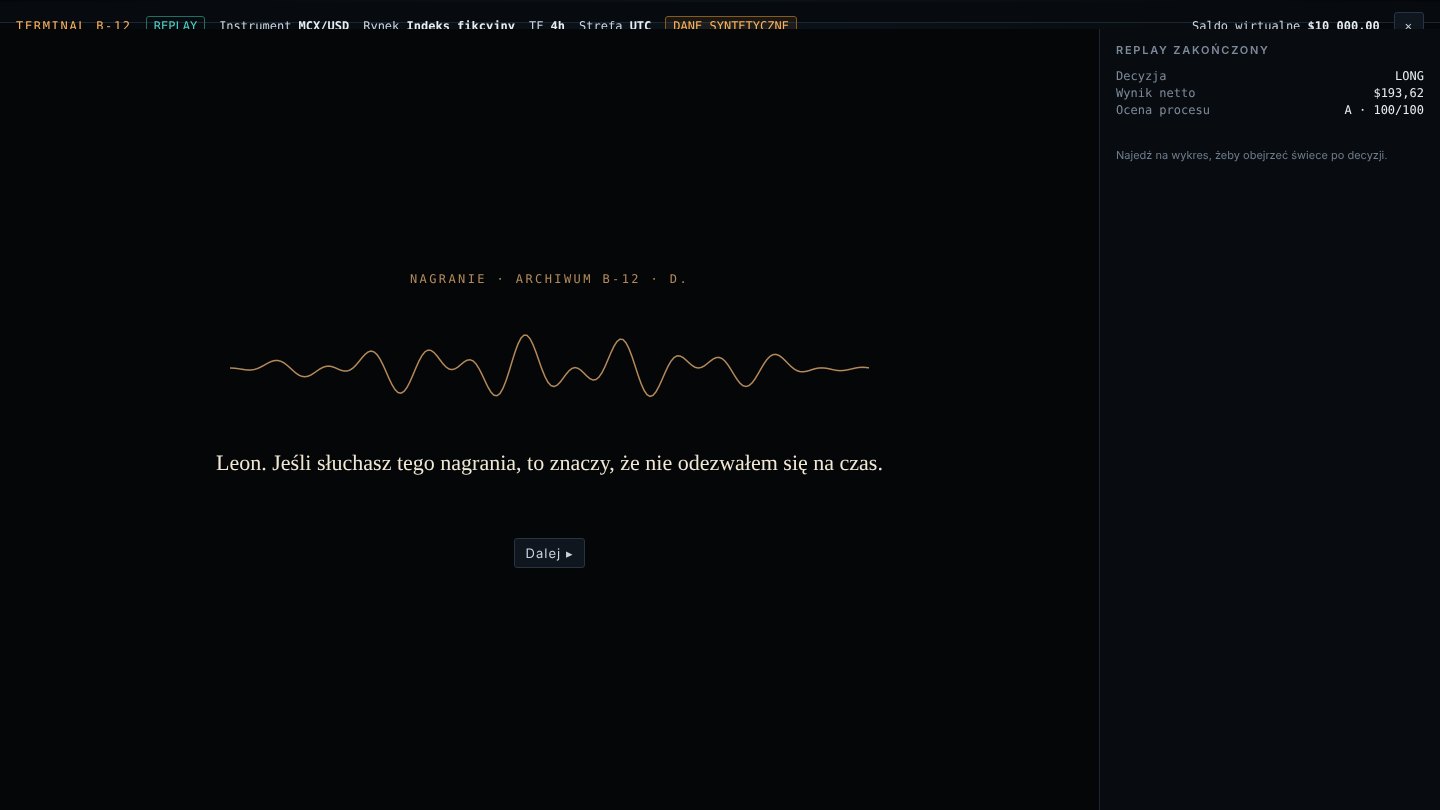 TERMINAL B-12 REPLAY Instrument MCX/USD Rynek Indeks fikcyjny TF 4h Strefa UTC DANE SYNTETYCZNE Saldo wirtualne $10 000,00 ×
REPLAY ZAKOŃCZONY
Decyzja LONG
Wynik netto $193,62
Ocena procesu A · 100/100
Najedź na wykres, żeby obejrzeć świece po decyzji.
NAGRANIE · ARCHIWUM B-12 · D.
Leon. Jeśli słuchasz tego nagrania, to znaczy, że nie odezwałem się na czas.
Dalej ▸